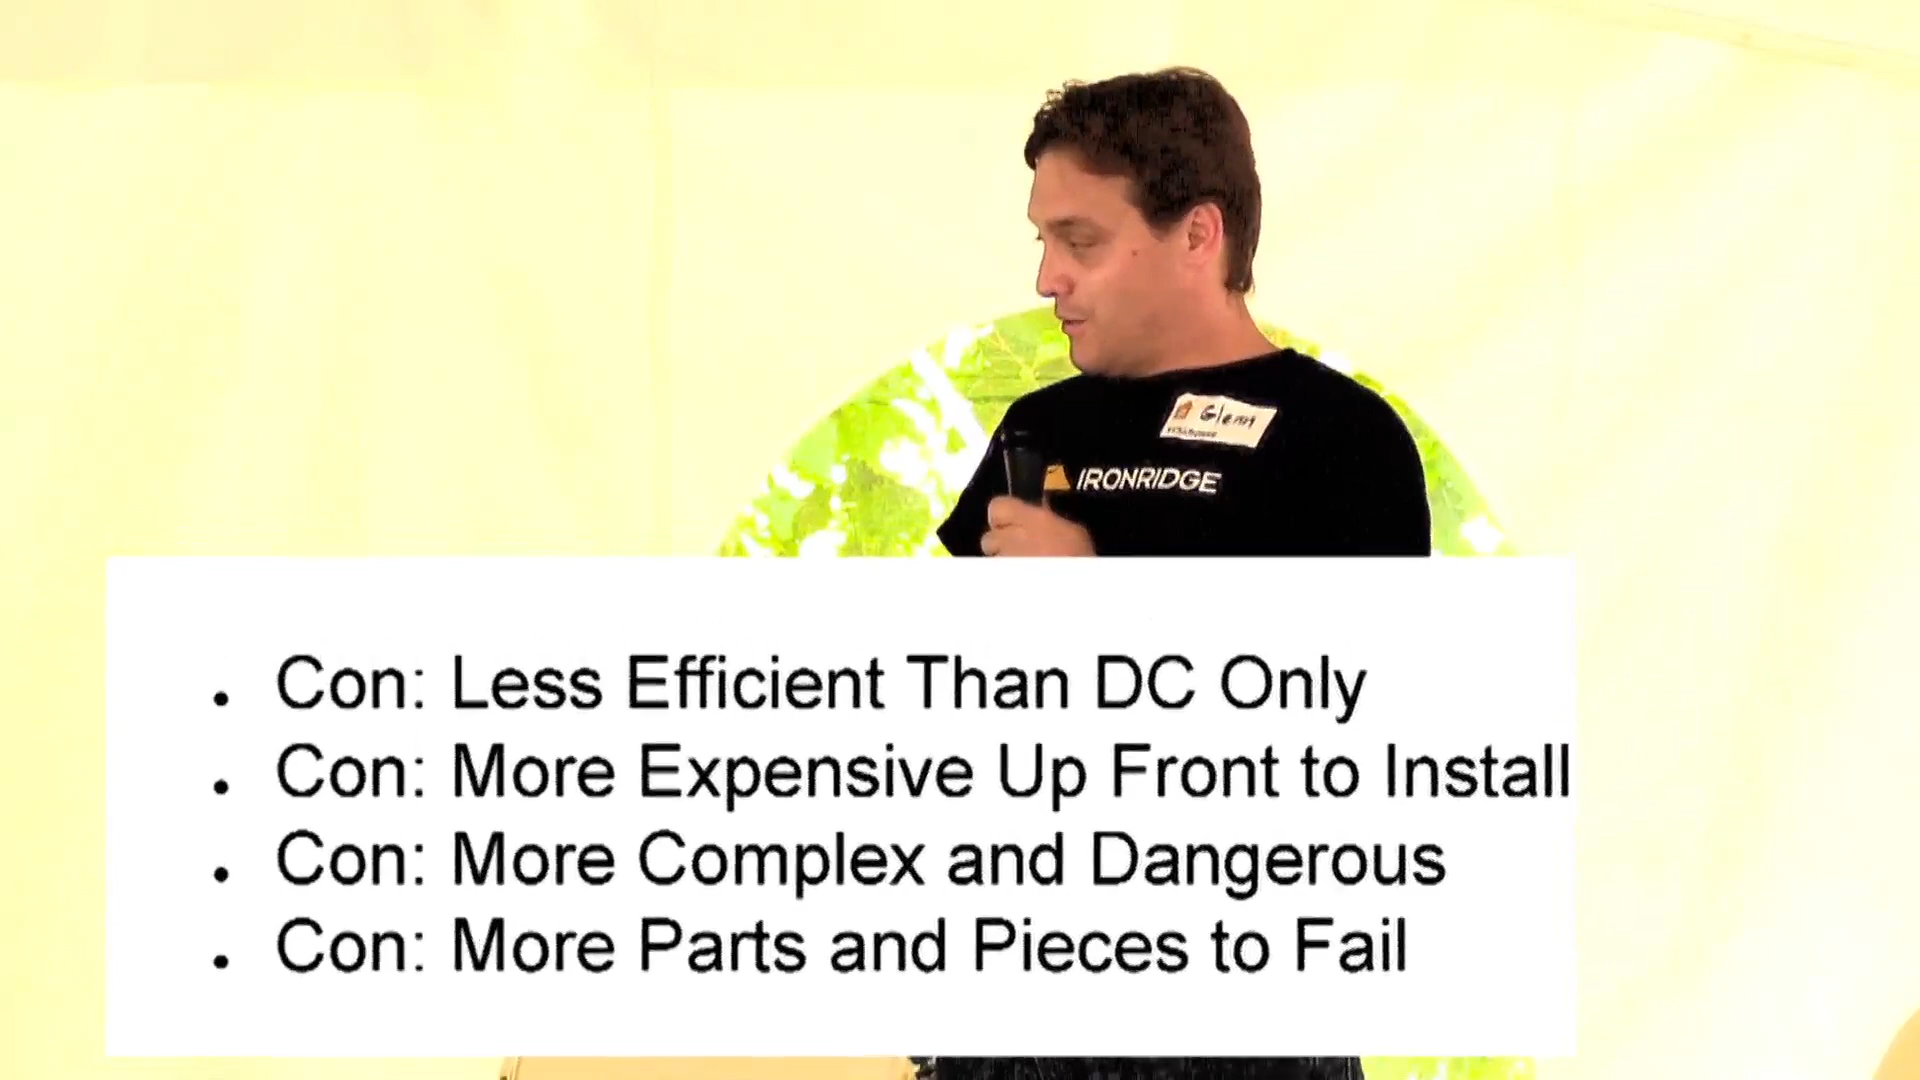 Glenn
IRONRIDGE
. Con: Less Efficient Than DC Only
. Con: More Expensive Up Front to Install
. Con: More Complex and Dangerous
. Con: More Parts and Pieces to Fail